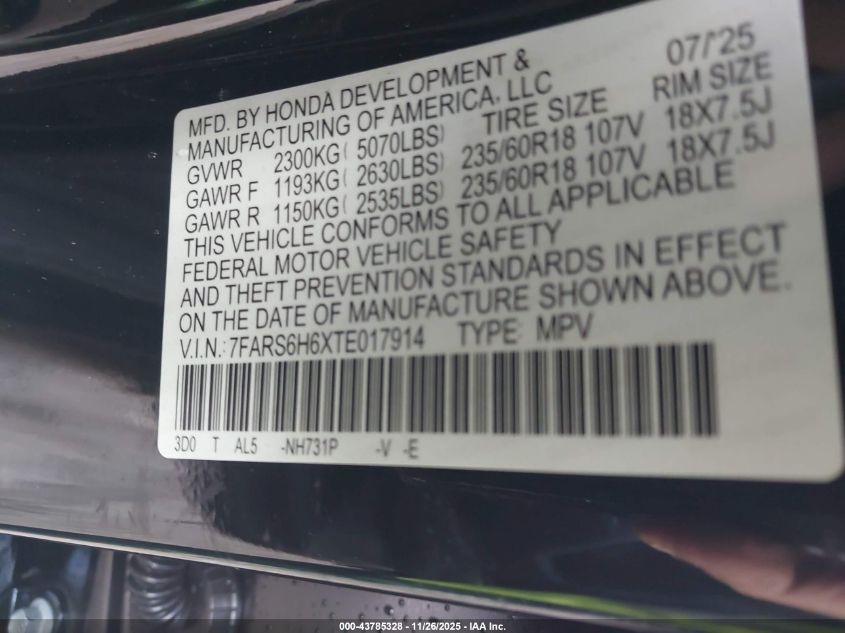 07/'25
MFD. BY HONDA DEVELOPMENT &
MANUFACTURING OF AMERICA, LLC
TIRE SIZE RIM SIZE
GVWR 2300KG( 5070LBS)
GAWR F 1193KG( 2630LBS) 235/60R18 107V 18X7.5J
GAWR R 1150KG( 2535LBS) 235/60R18 107V 18X7.5J
THIS VEHICLE CONFORMS TO ALL APPLICABLE
FEDERAL MOTOR VEHICLE SAFETY
AND THEFT PREVENTION STANDARDS IN EFFECT
ON THE DATE OF MANUFACTURE SHOWN ABOVE.
V.I.N.:7FARS6H6XTE017914 TYPE: MPV
3D0 T AL5 -NH731P -V -E
000-43785328 - 11/26/2025 - IAA Inc.